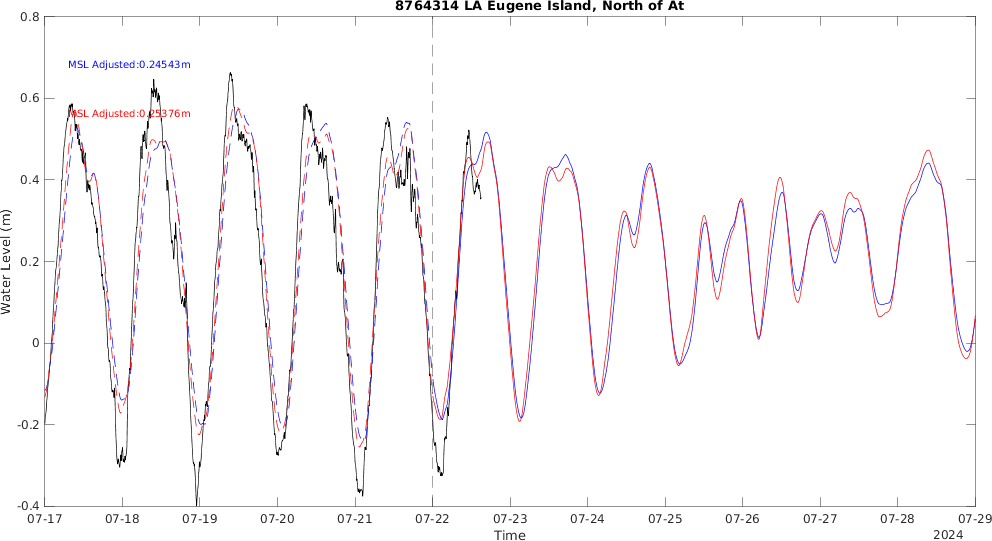 8764314 LA Eugene Island, North of At
0.8
MSL Adjusted:0.24543m
0.6
MSL Adjusted:0.25376m
0.4
Water Level (m)
0.2
0
-0.2
-0.4
07-17 07-18 07-19 07-20 07-21 07-22 07-23 07-24 07-25 07-26 07-27 07-28 07-29
Time
2024